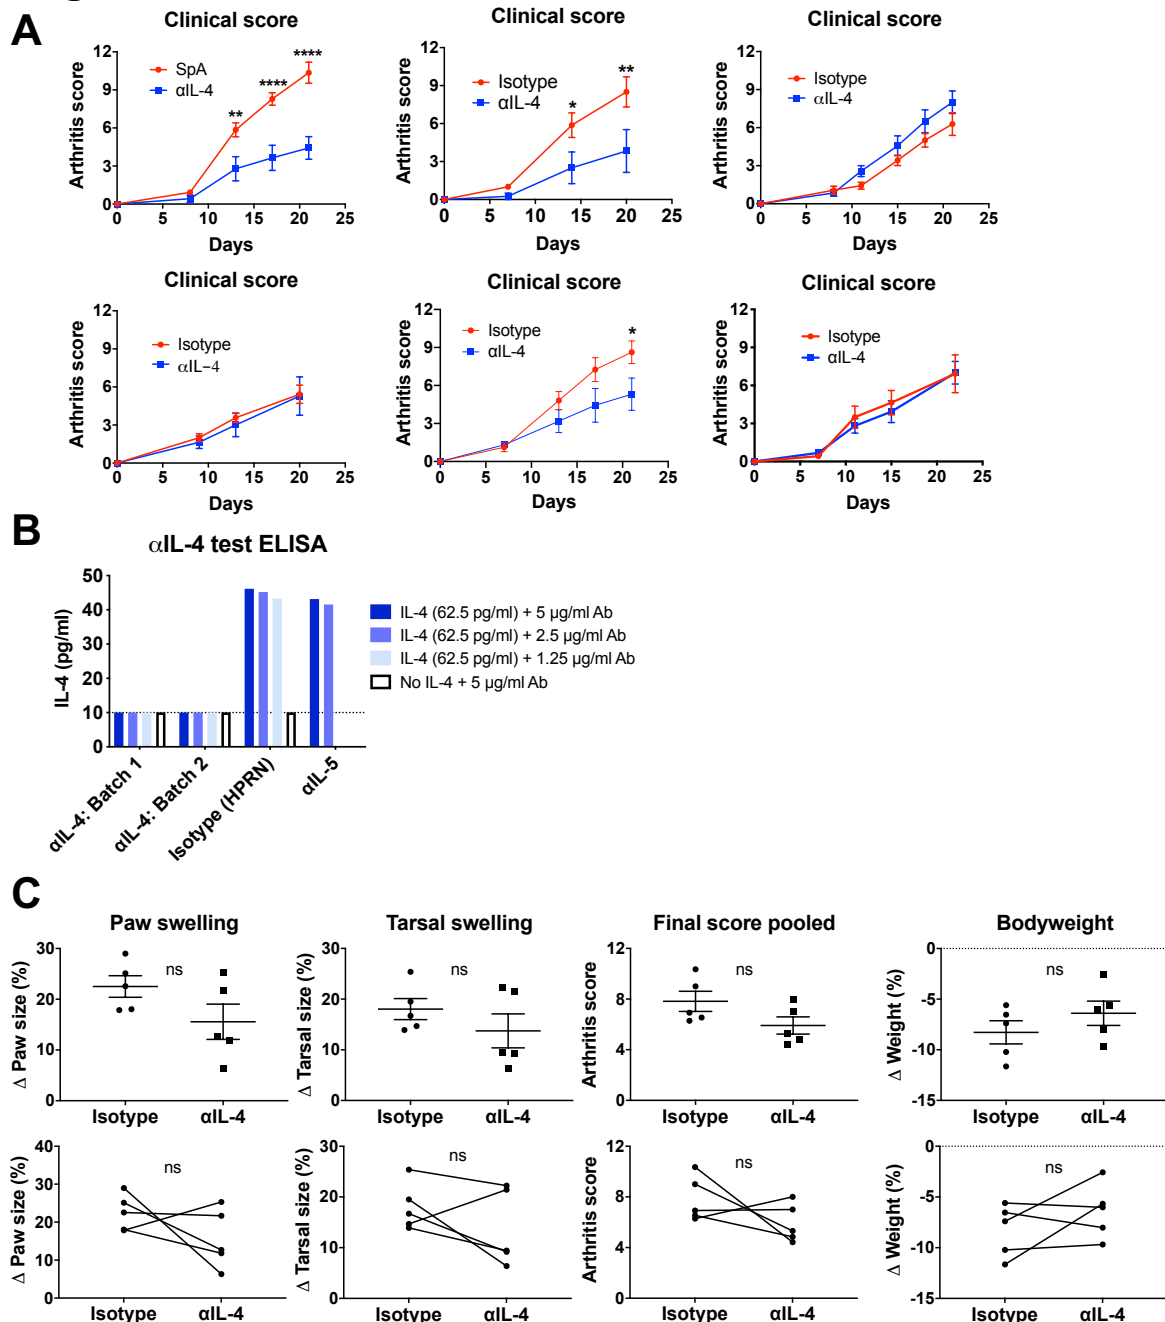 A
Clinical score
Arthritis score
12
9
6
3
0
SpA
αIL-4
**
****
****
0 5 10 15 20 25
Days
Clinical score
Arthritis score
12
9
6
3
0
Isotype
αIL-4
*
**
0 5 10 15 20 25
Days
Clinical score
Arthritis score
12
9
6
3
0
Isotype
αIL-4
0 5 10 15 20 25
Days
Clinical score
Arthritis score
12
9
6
3
0
Isotype
αIL-4
0 5 10 15 20 25
Days
Clinical score
Arthritis score
12
9
6
3
0
Isotype
αIL-4
*
0 5 10 15 20 25
Days
Clinical score
Arthritis score
12
9
6
3
0
Isotype
αIL-4
0 5 10 15 20 25
Days
B
αIL-4 test ELISA
IL-4 (pg/ml)
50
40
30
20
10
0
αIL-4: Batch 1
αIL-4: Batch 2
Isotype (HPRN)
αIL-5
IL-4 (62.5 pg/ml) + 5 µg/ml Ab
IL-4 (62.5 pg/ml) + 2.5 µg/ml Ab
IL-4 (62.5 pg/ml) + 1.25 µg/ml Ab
No IL-4 + 5 µg/ml Ab
C
Paw swelling
Δ Paw size (%)
30
20
10
0
ns
Isotype αIL-4
Tarsal swelling
Δ Tarsal size (%)
30
20
10
0
ns
Isotype αIL-4
Final score pooled
Arthritis score
12
8
4
0
ns
Isotype αIL-4
Bodyweight
Δ Weight (%)
0
-5
-10
-15
ns
Isotype αIL-4
Δ Paw size (%)
40
30
20
10
0
ns
Isotype αIL-4
Δ Tarsal size (%)
30
20
10
0
ns
Isotype αIL-4
Arthritis score
12
8
4
0
ns
Isotype αIL-4
Δ Weight (%)
0
-5
-10
-15
ns
Isotype αIL-4